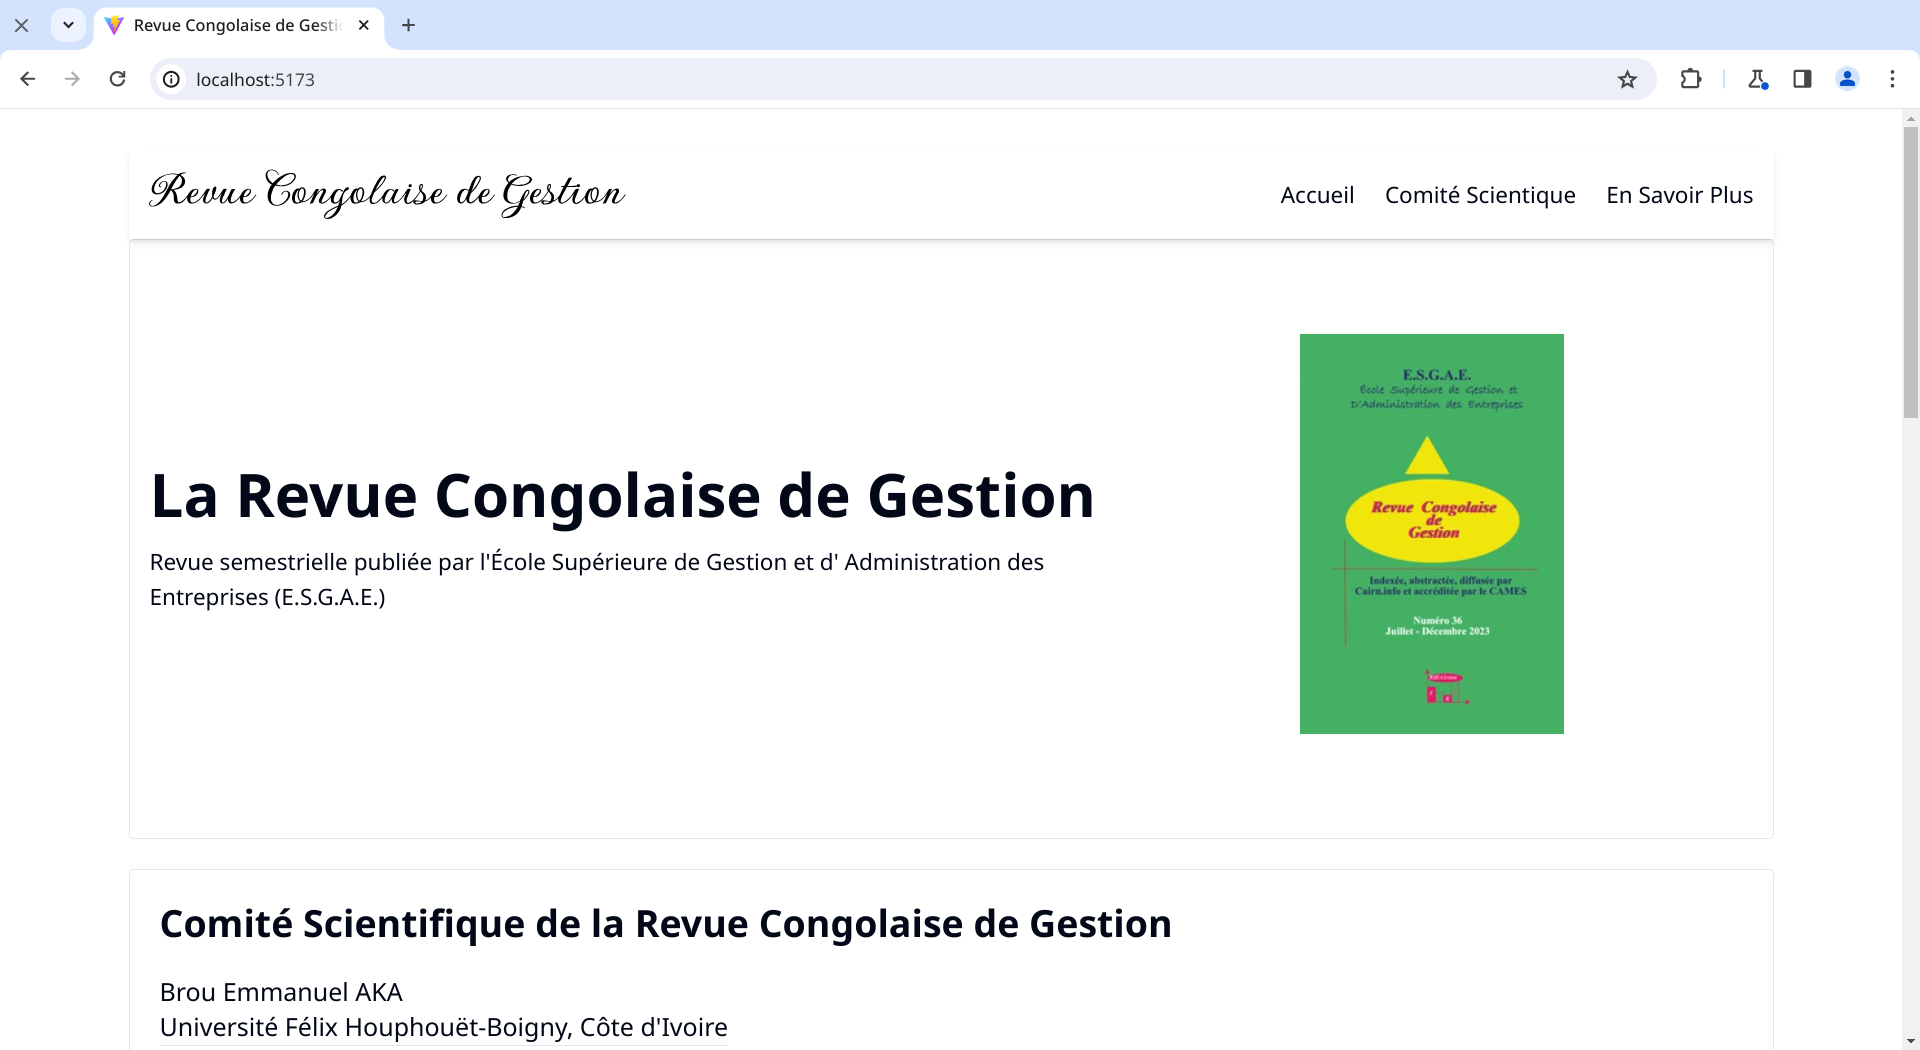 Revue Congolaise de Gesti
localhost:5173
Revue Congolaise de Gestion
Accueil Comité Scientique En Savoir Plus
La Revue Congolaise de Gestion
Revue semestrielle publiée par l'École Supérieure de Gestion et d' Administration des
Entreprises (E.S.G.A.E.)
E.S.G.A.E.
École Supérieure de Gestion et
D'Administration des Entreprises
Revue Congolaise
de
Gestion
Indexée, abstractée, diffusée par
Cairn.info et accréditée par le CAMES
Numéro 36
Juillet - Décembre 2023
Comité Scientifique de la Revue Congolaise de Gestion
Brou Emmanuel AKA
Université Félix Houphouët-Boigny, Côte d'Ivoire